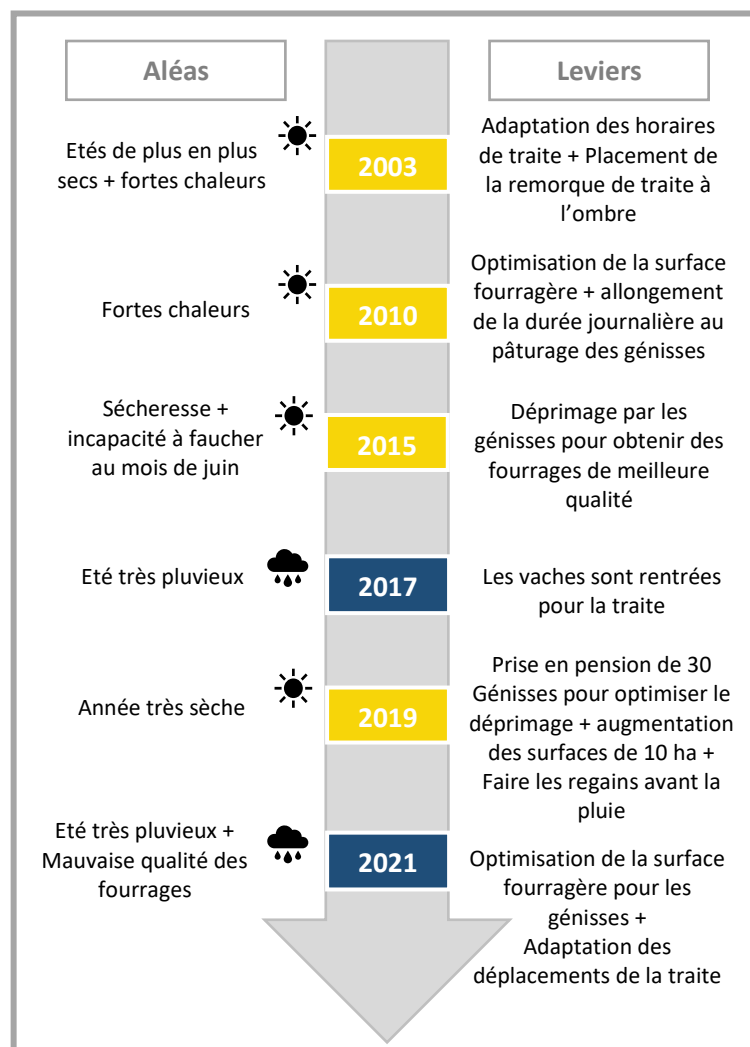 Aléas
Leviers
Etés de plus en plus
secs + fortes chaleurs
2003
Adaptation des horaires
de traite + Placement de
la remorque de traite à
l’ombre
Fortes chaleurs
2010
Optimisation de la surface
fourragère + allongement
de la durée journalière au
pâturage des génisses
Sécheresse +
incapacité à faucher
au mois de juin
2015
Déprimage par les
génisses pour obtenir des
fourrages de meilleure
qualité
Eté très pluvieux
2017
Les vaches sont rentrées
pour la traite
Année très sèche
2019
Prise en pension de 30
Génisses pour optimiser le
déprimage + augmentation
des surfaces de 10 ha +
Faire les regains avant la
pluie
Eté très pluvieux +
Mauvaise qualité des
fourrages
2021
Optimisation de la surface
fourragère pour les
génisses +
Adaptation des
déplacements de la traite